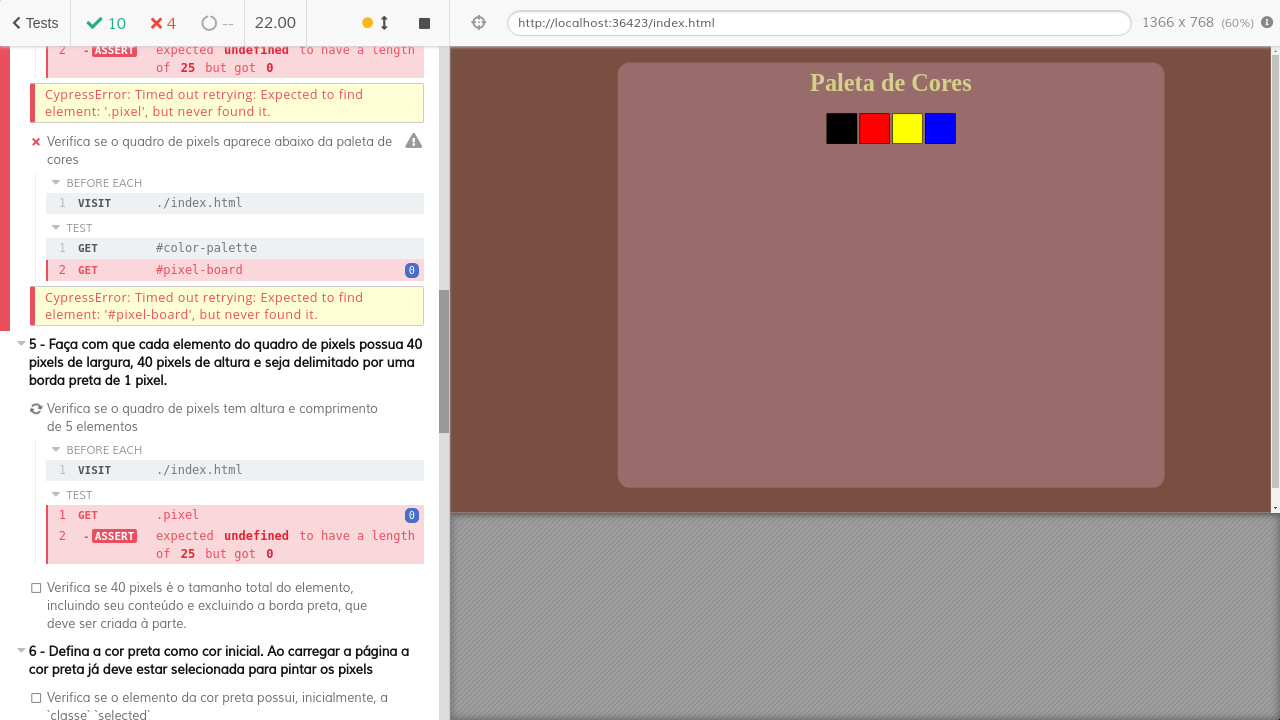 Tests
10
4
--
22.00
http://localhost:36423/index.html
1366 x 768 (60%)
2 -ASSERT expected undefined to have a length
of 25 but got 0
CypressError: Timed out retrying: Expected to find
element: '.pixel', but never found it.
Verifica se o quadro de pixels aparece abaixo da paleta de
cores
BEFORE EACH
1 VISIT ./index.html
TEST
1 GET #color-palette
2 GET #pixel-board 0
CypressError: Timed out retrying: Expected to find
element: '#pixel-board', but never found it.
5 - Faça com que cada elemento do quadro de pixels possua 40
pixels de largura, 40 pixels de altura e seja delimitado por uma
borda preta de 1 pixel.
Verifica se o quadro de pixels tem altura e comprimento
de 5 elementos
BEFORE EACH
1 VISIT ./index.html
TEST
1 GET .pixel 0
2 -ASSERT expected undefined to have a length
of 25 but got 0
Verifica se 40 pixels é o tamanho total do elemento,
incluindo seu conteúdo e excluindo a borda preta, que
deve ser criada à parte.
6 - Defina a cor preta como cor inicial. Ao carregar a página a
cor preta já deve estar selecionada para pintar os pixels
Verifica se o elemento da cor preta possui, inicialmente, a
`classe` `selected`
Paleta de Cores